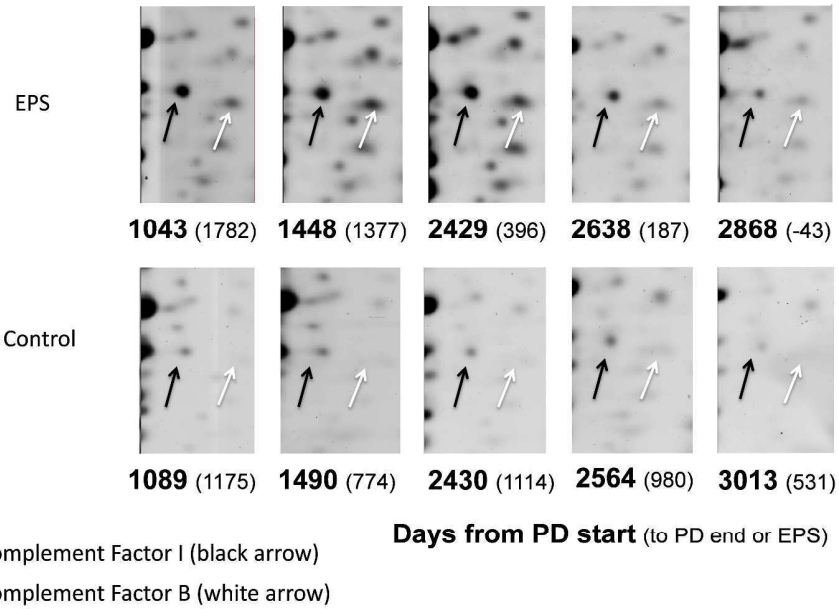 EPS
1043 (1782) 1448 (1377) 2429 (396) 2638 (187) 2868 (-43)
Control
1089 (1175) 1490 (774) 2430 (1114) 2564 (980) 3013 (531)
Days from PD start (to PD end or EPS)
omplement Factor I (black arrow)
omplement Factor B (white arrow)